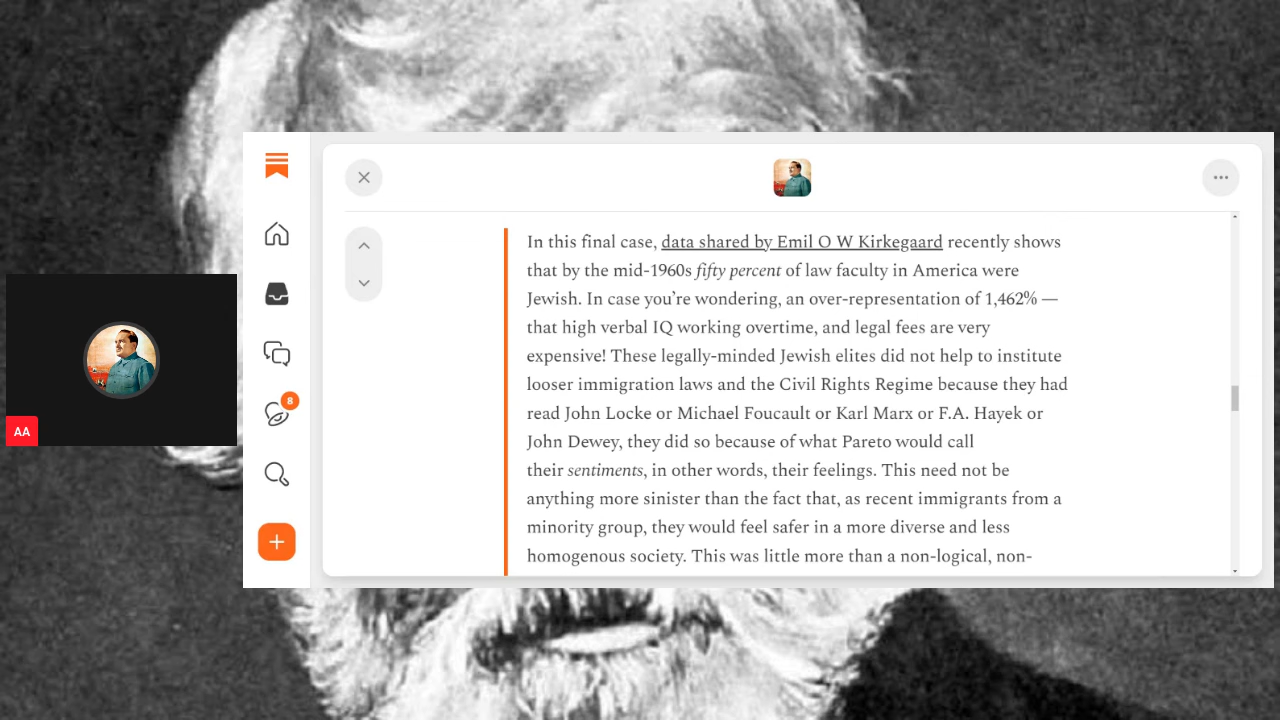 In this final case, data shared by Emil O W Kirkegaard recently shows
that by the mid-1960s fifty percent of law faculty in America were
Jewish. In case you’re wondering, an over-representation of 1,462% —
that high verbal IQ working overtime, and legal fees are very
expensive! These legally-minded Jewish elites did not help to institute
looser immigration laws and the Civil Rights Regime because they had
read John Locke or Michael Foucault or Karl Marx or F.A. Hayek or
John Dewey, they did so because of what Pareto would call
their sentiments, in other words, their feelings. This need not be
anything more sinister than the fact that, as recent immigrants from a
minority group, they would feel safer in a more diverse and less
homogenous society. This was little more than a non-logical, non-
8
AA